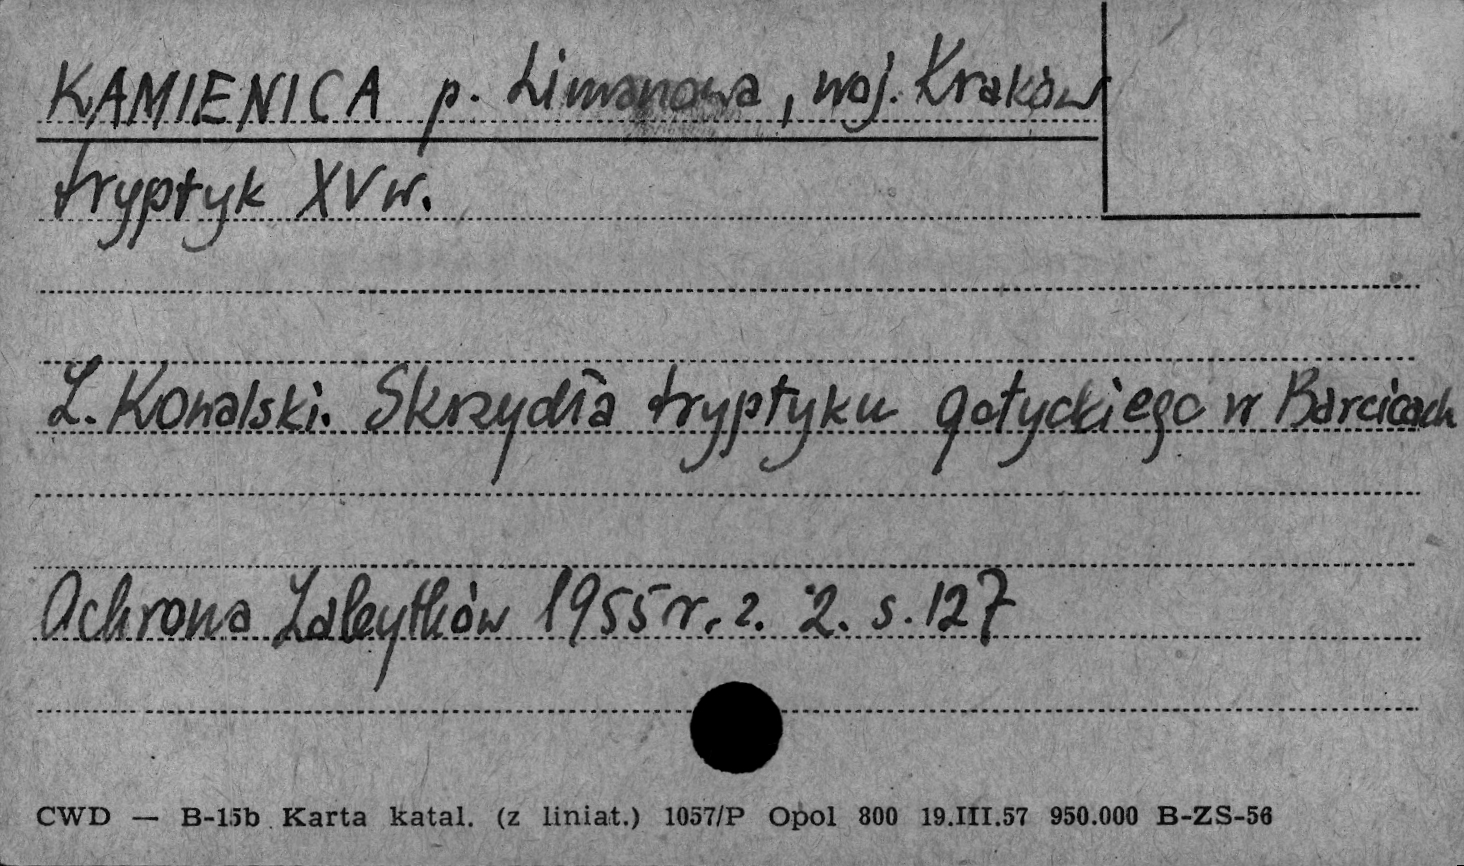 KAMIENICA p. Limanowa, woj. Kraków
tryptyk XV w.
Z. Kowalski. Skrzydła tryptyku gotyckiego w Barcicach
Ochrona Zabytków 1955 r. z. 2. s. 127
CWD — B-15b Karta katal. (z liniat.) 1057/P Opol 800 19.III.57 950.000 B-ZS-56